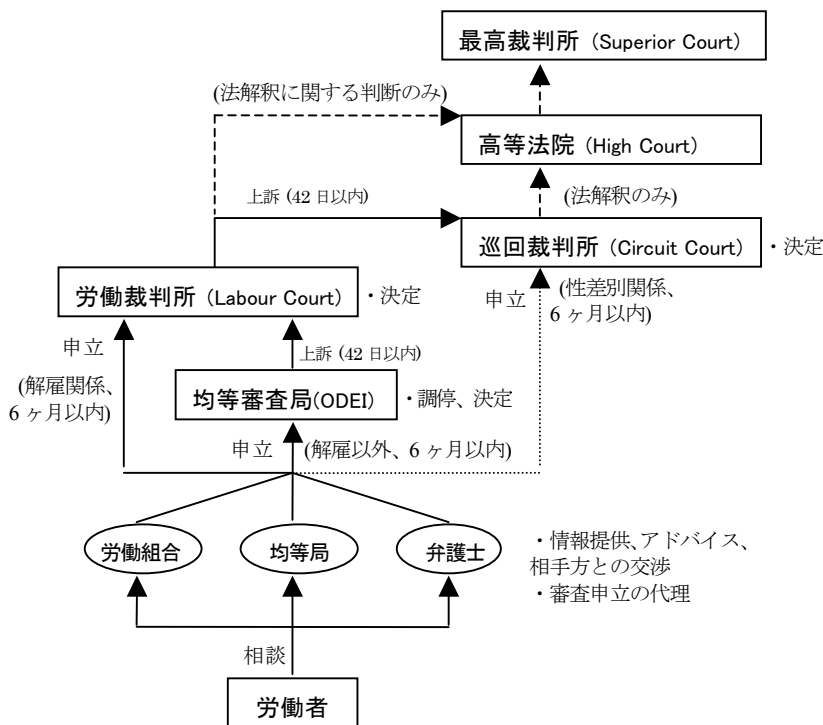 最高裁判所 (Superior Court)
(法解釈に関する判断のみ)
高等法院 (High Court)
上訴 (42 日以内)
(法解釈のみ)
巡回裁判所 (Circuit Court)
・決定
労働裁判所 (Labour Court)
・決定
申立
(性差別関係、
6 ヶ月以内)
申立
上訴 (42 日以内)
(解雇関係、
6 ヶ月以内)
均等審査局(ODEI)
・調停、決定
申立
(解雇以外、6 ヶ月以内)
労働組合
均等局
弁護士
・情報提供、アドバイス、
相手方との交渉
・審査申立の代理
相談
労働者